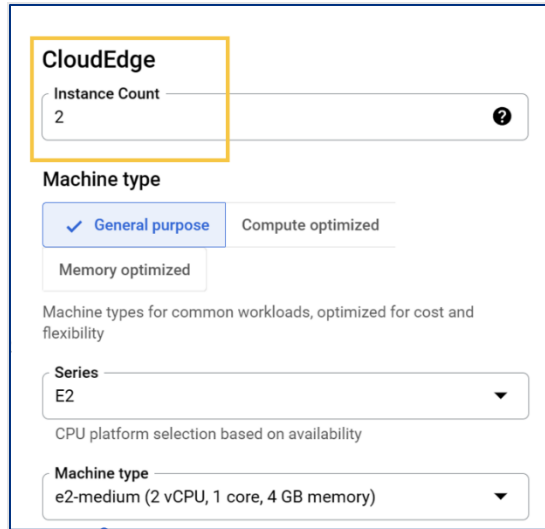 CloudEdge
Instance Count
2
Machine type
General purpose
Compute optimized
Memory optimized
Machine types for common workloads, optimized for cost and
flexibility
Series
E2
CPU platform selection based on availability
Machine type
e2-medium (2 vCPU, 1 core, 4 GB memory)